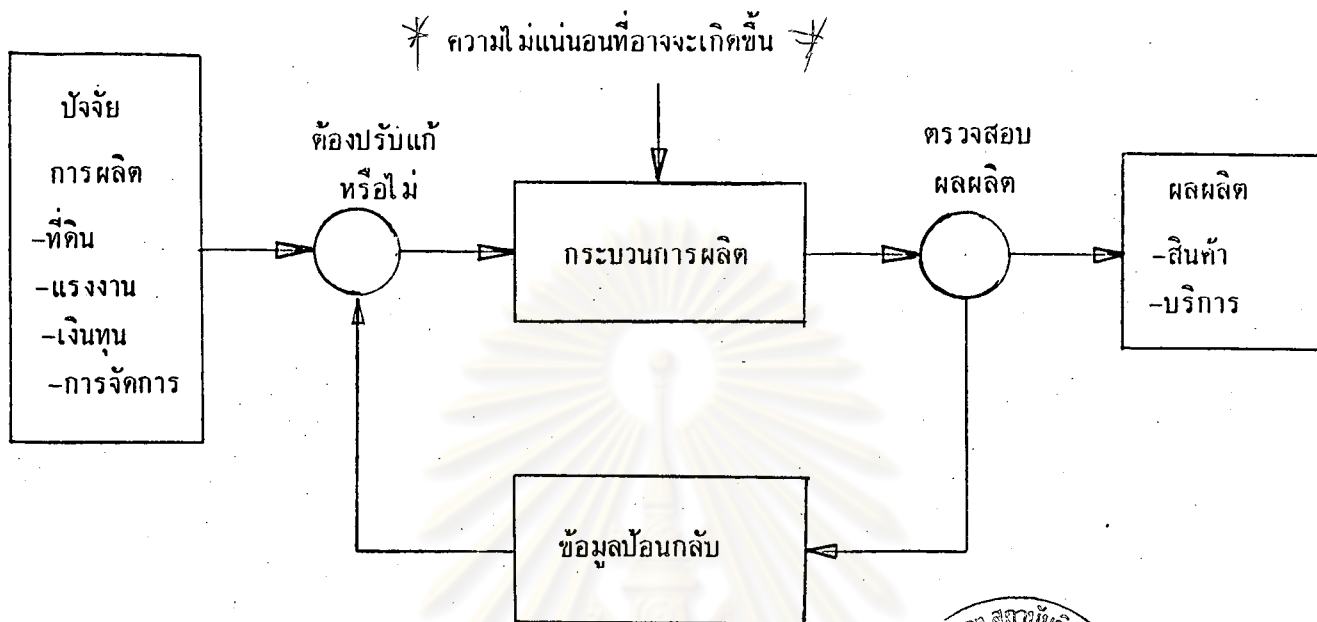 ความไม่แน่นอนที่อาจจะเกิดขึ้น
ปัจจัย
การผลิต
-ที่ดิน
-แรงงาน
-เงินทุน
-การจัดการ
ต้องปรับแก้
หรือไม่
กระบวนการผลิต
ตรวจสอบ
ผลผลิต
ผลผลิต
-สินค้า
-บริการ
ข้อมูลป้อนกลับ